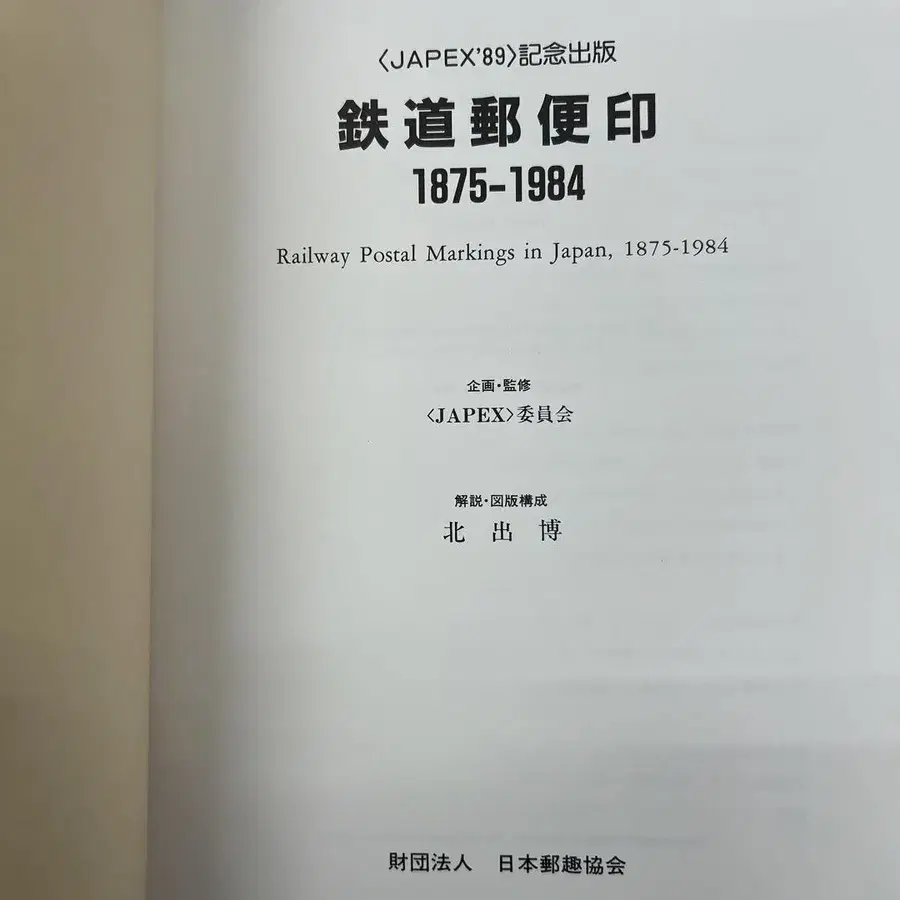 〈JAPEX'89〉記念出版
鉄道郵便印
1875-1984
Railway Postal Markings in Japan, 1875-1984
企画・監修
〈JAPEX〉委員会
解説・図版構成
北出博
財団法人 日本郵趣協会